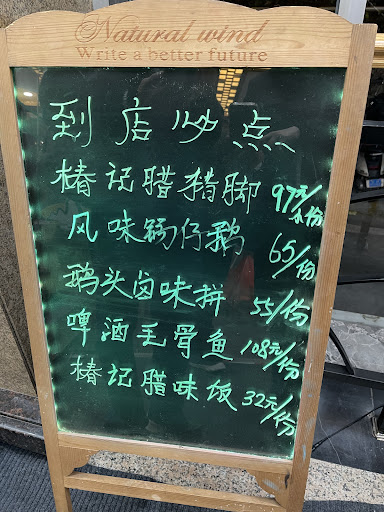 Natural wind
Write a better future
到店必点
椿记腊猪脚 97元/小份
风味锅仔鹅 65/份
鹅头卤味拼 55/份
啤酒毛骨鱼 108元/份
椿记腊味饭 32元/份